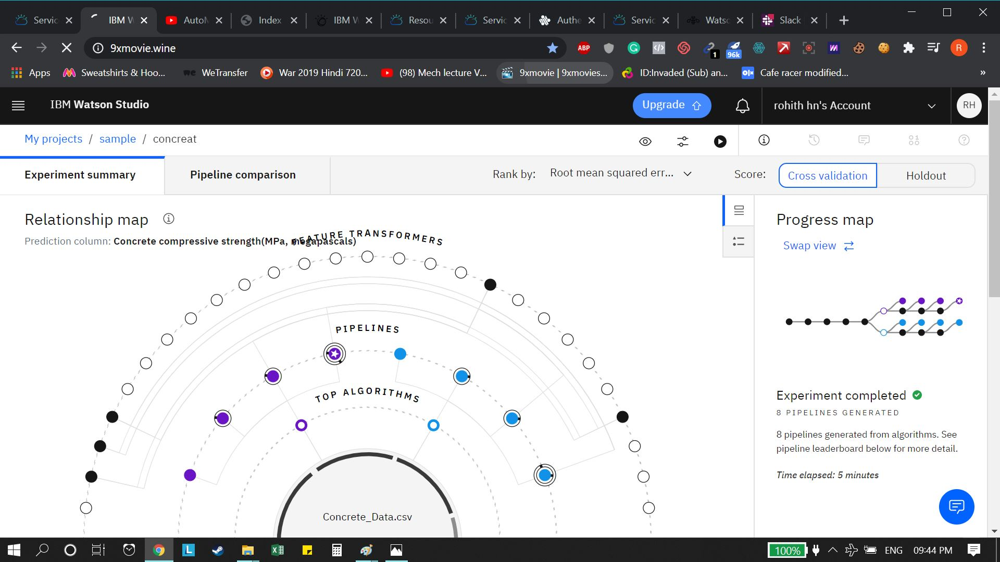 Servic
IBM W
AutoM
Index
IBM W
Resou
Servic
Authe
Servic
Watsc
Slack
9xmovie.wine
ABP
1
96k
R
Apps
Sweatshirts & Hoo...
we
WeTransfer
War 2019 Hindi 720...
(98) Mech lecture V...
9xmovie | 9xmovies...
ID:Invaded (Sub) an...
olx
Cafe racer modified...
»
IBM Watson Studio
Upgrade
rohith hn's Account
RH
My projects / sample / concreat
Experiment summary
Pipeline comparison
Rank by:
Root mean squared err...
Score:
Cross validation
Holdout
Relationship map
Prediction column: Concrete compressive strength(MPa, megapascals)
FEATURE TRANSFORMERS
PIPELINES
TOP ALGORITHMS
Concrete_Data.csv
Progress map
Swap view
Experiment completed
8 PIPELINES GENERATED
8 pipelines generated from algorithms. See
pipeline leaderboard below for more detail.
Time elapsed: 5 minutes
L
100%
ENG
09:44 PM